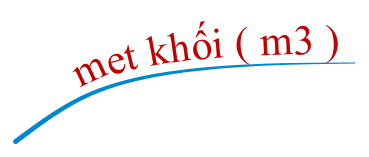 met khối ( m3 )